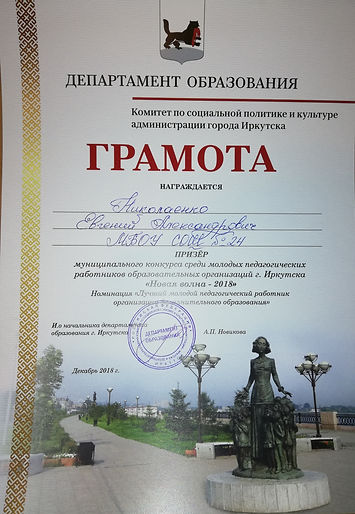 ДЕПАРТАМЕНТ ОБРАЗОВАНИЯ
Комитет по социальной политике и культуре
администрации города Иркутска
ГРАМОТА
НАГРАЖДАЕТСЯ
Николаенко
Евгений Александрович
МБОУ СОШ № 24
ПРИЗЁР
муниципального конкурса среди молодых педагогических
работников образовательных организаций г. Иркутска
«Новая волна - 2018»
Номинация «Лучший молодой педагогический работник
организации дополнительного образования»
И.о начальника департамента
образования г. Иркутска А.П. Новикова
ДЕПАРТАМЕНТ
ОБРАЗОВАНИЯ
Декабрь 2018 г.